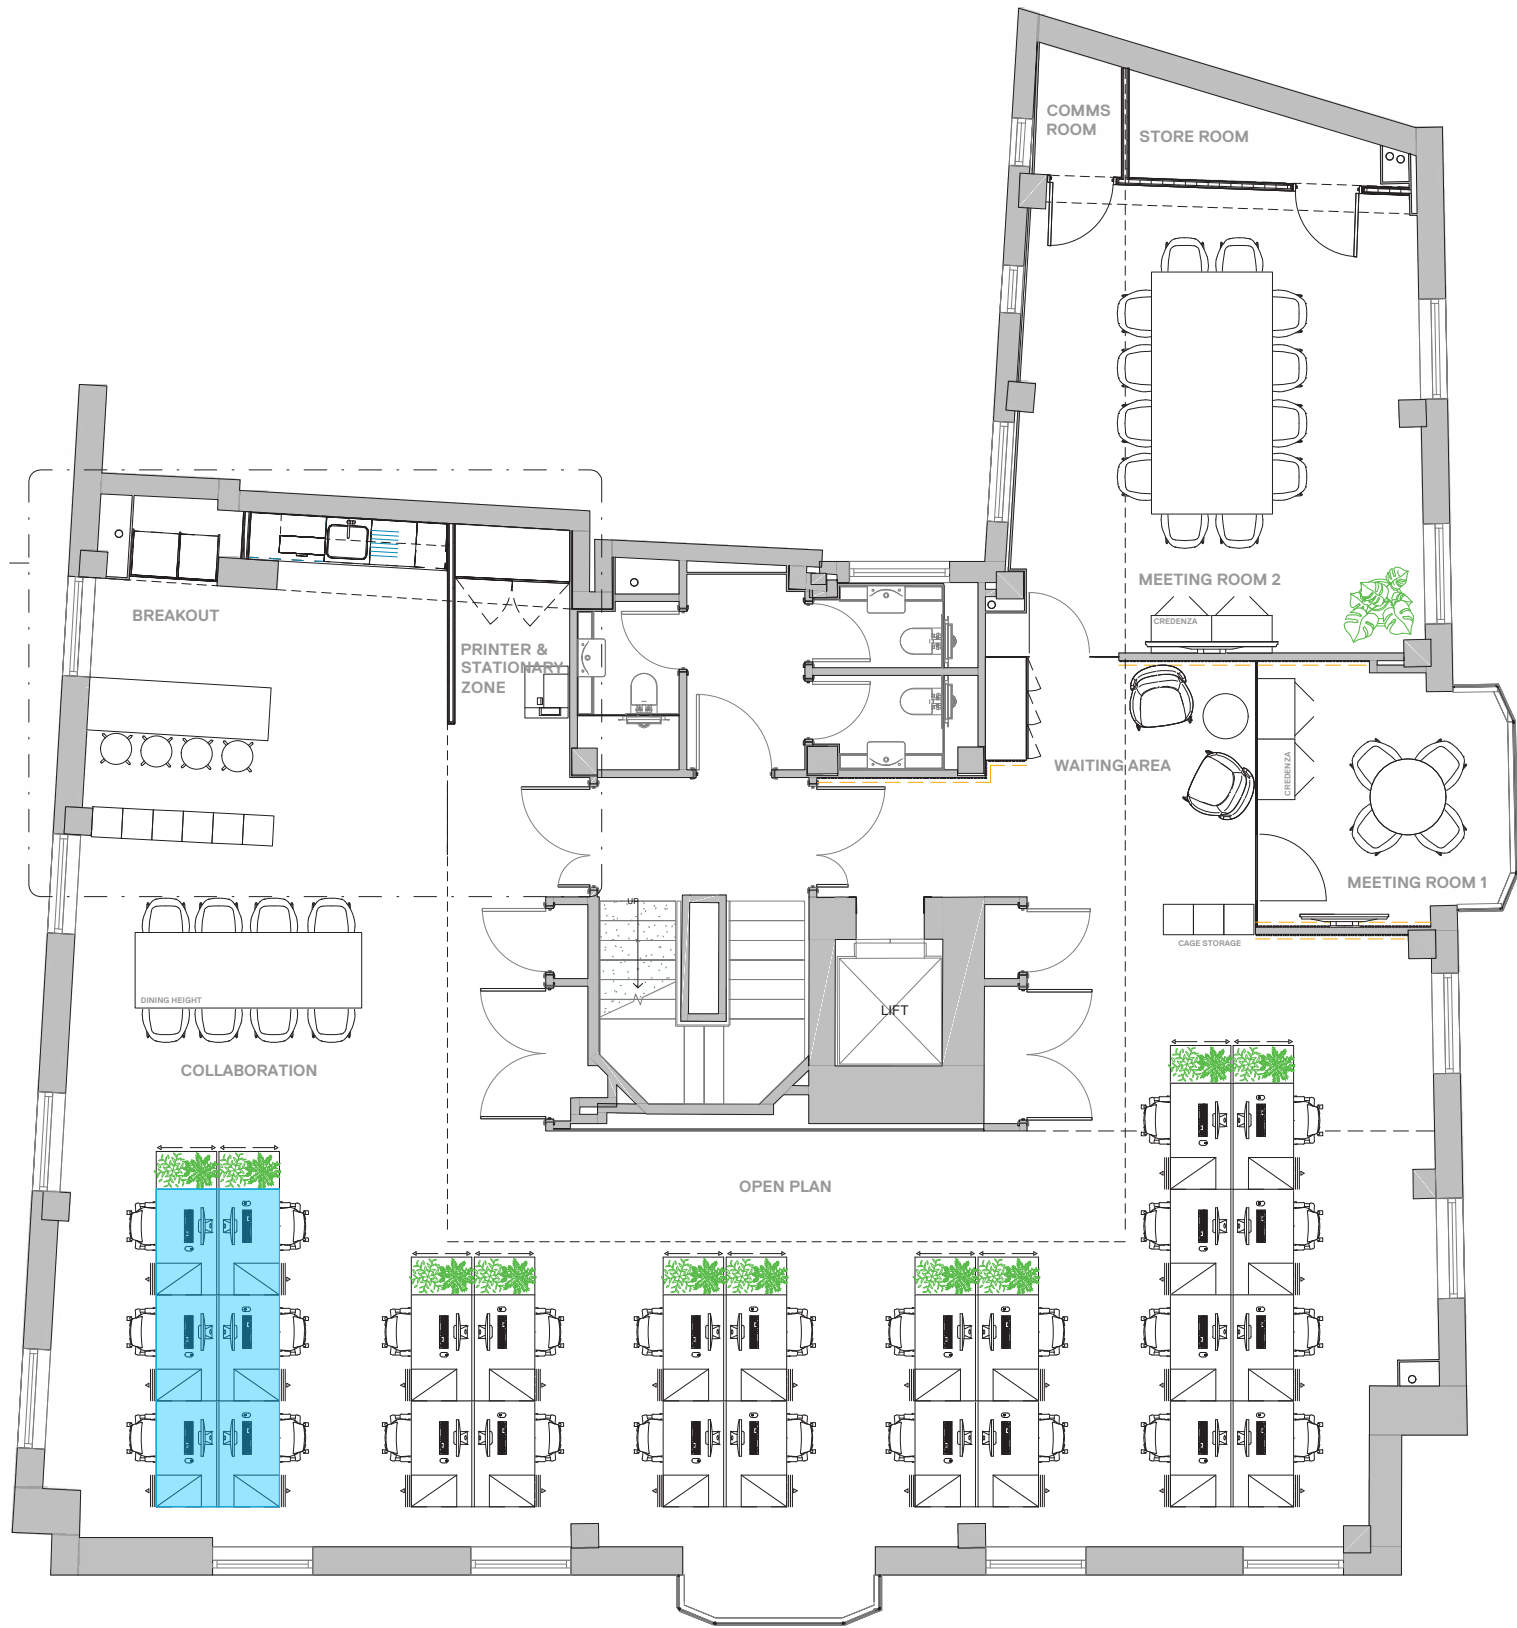 COMMS
ROOM
STORE ROOM
MEETING ROOM 2
CREDENZA
BREAKOUT
PRINTER &
STATIONARY
ZONE
WAITING AREA
CREDENZA
MEETING ROOM 1
UP
CAGE STORAGE
DINING HEIGHT
LIFT
COLLABORATION
OPEN PLAN